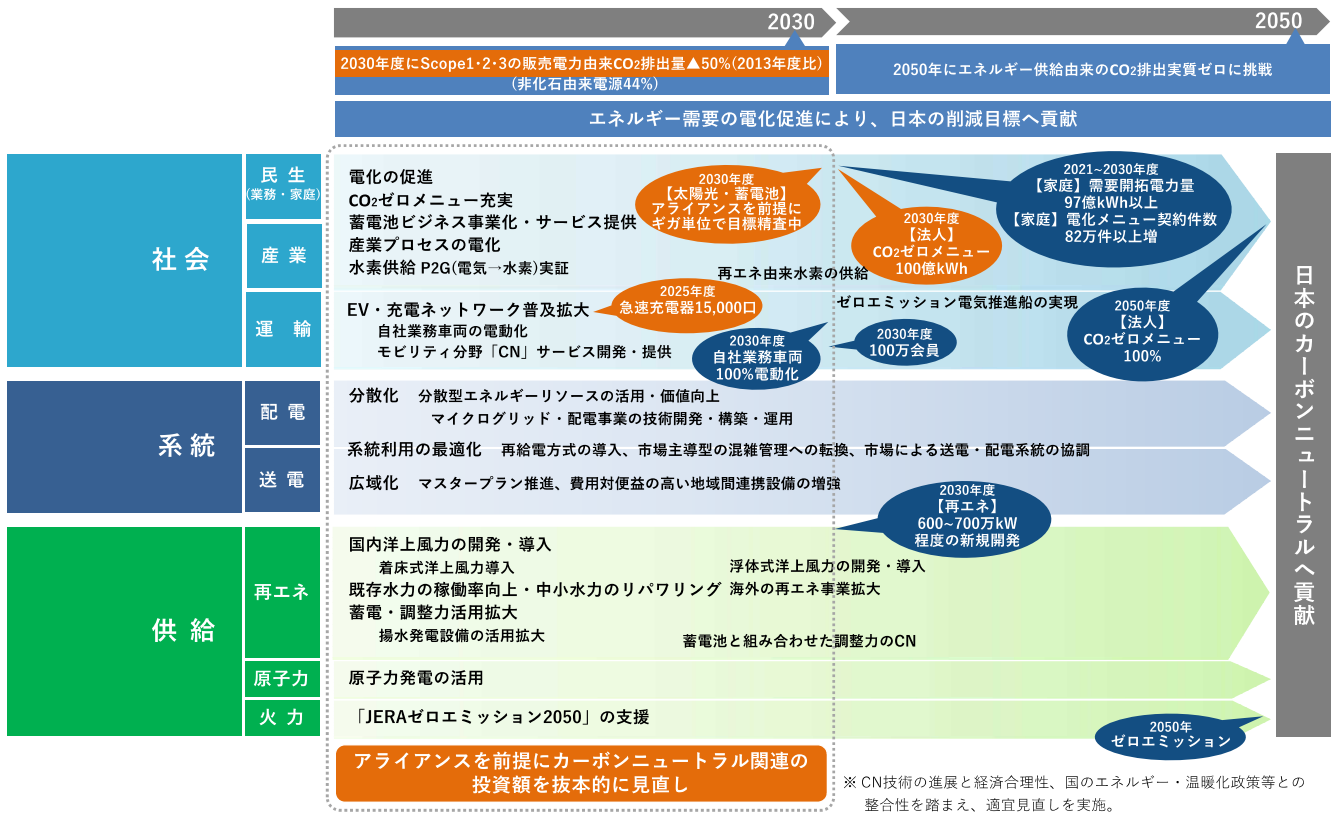 2030
2050
2030年度にScope1･2･3の販売電力由来CO₂排出量▲50%(2013年度比)
(非化石由来電源44%)
2050年にエネルギー供給由来のCO₂排出実質ゼロに挑戦
エネルギー需要の電化促進により、日本の削減目標へ貢献
社会
民生
(業務・家庭)
産業
運輸
電化の促進
CO₂ゼロメニュー充実
蓄電池ビジネス事業化・サービス提供
産業プロセスの電化
水素供給 P2G(電気→水素)実証
再エネ由来水素の供給
2030年度
【太陽光・蓄電池】
アライアンスを前提に
ギガ単位で目標精査中
2030年度
【法人】
CO₂ゼロメニュー
100億kWh
2021~2030年度
【家庭】需要開拓電力量
97億kWh以上
【家庭】電化メニュー契約件数
82万件以上増
EV・充電ネットワーク普及拡大
自社業務車両の電動化
モビリティ分野「CN」サービス開発・提供
2025年度
急速充電器15,000口
ゼロエミッション電気推進船の実現
2030年度
自社業務車両
100%電動化
2030年度
100万会員
2050年度
【法人】
CO₂ゼロメニュー
100%
系統
配電
送電
分散化 分散型エネルギーリソースの活用・価値向上
マイクログリッド・配電事業の技術開発・構築・運用
系統利用の最適化 再給電方式の導入、市場主導型の混雑管理への転換、市場による送電・配電系統の協調
広域化 マスタープラン推進、費用対便益の高い地域間連携設備の増強
2030年度
【再エネ】
600~700万kW
程度の新規開発
供給
再エネ
原子力
火力
国内洋上風力の開発・導入
着床式洋上風力導入
浮体式洋上風力の開発・導入
既存水力の稼働率向上・中小水力のリパワリング
海外の再エネ事業拡大
蓄電・調整力活用拡大
揚水発電設備の活用拡大
蓄電池と組み合わせた調整力のCN
原子力発電の活用
「JERAゼロエミッション2050」の支援
2050年
ゼロエミッション
日本のカーボンニュートラルへ貢献
アライアンスを前提にカーボンニュートラル関連の
投資額を抜本的に見直し
※ CN技術の進展と経済合理性、国のエネルギー・温暖化政策等との
整合性を踏まえ、適宜見直しを実施。